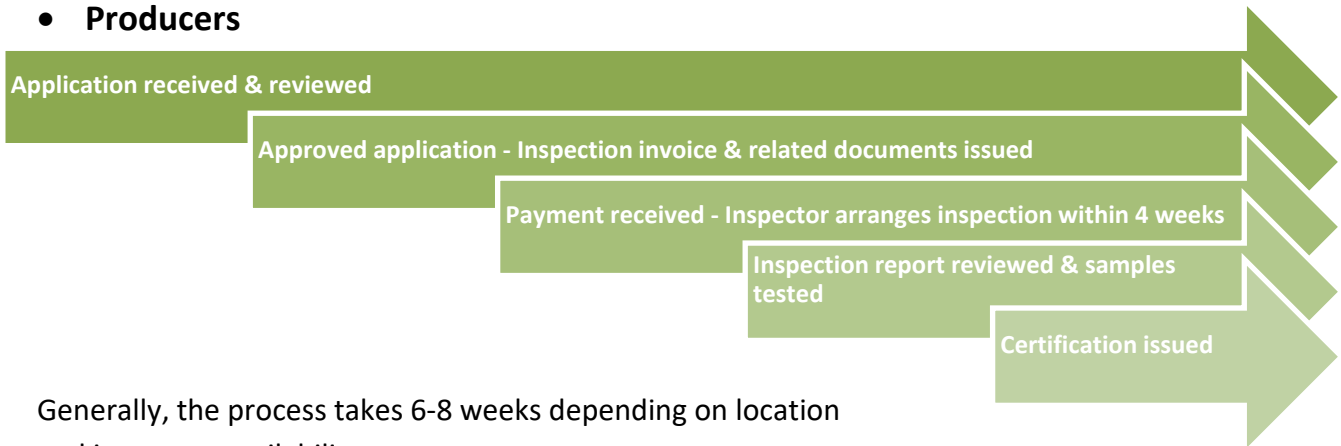 • Producers
Application received & reviewed
Approved application - Inspection invoice & related documents issued
Payment received - Inspector arranges inspection within 4 weeks
Inspection report reviewed & samples
tested
Certification issued
Generally, the process takes 6-8 weeks depending on location